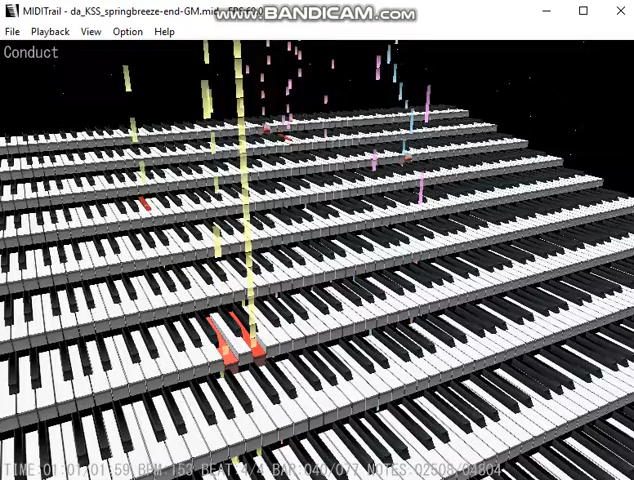 MIDITrail - da_KSS_springbreeze-end-GM.mid - FPS:60.0
www.BANDICAM.com
File Playback View Option Help
Conduct
TIME:01:01/01:59 BPM:153 BEAT:4/4 BAR:040/077 NOTES:02508/04804